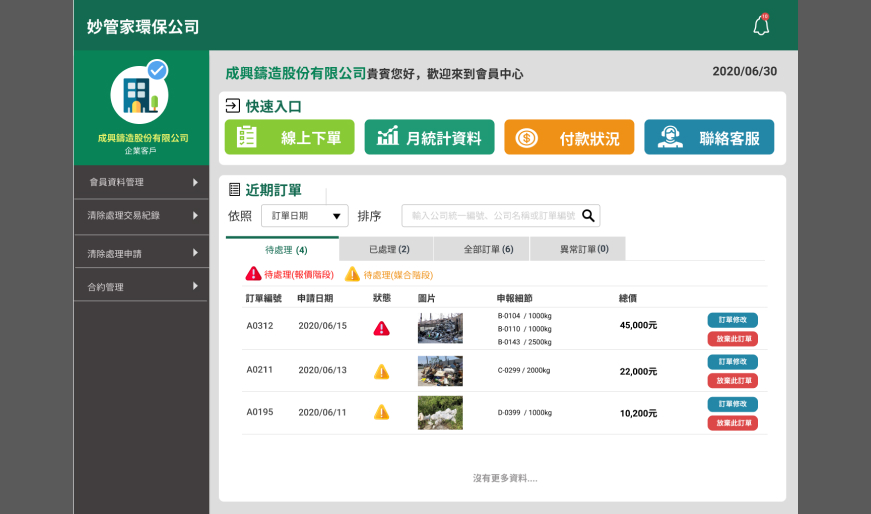 妙管家環保公司
10
成興鑄造股份有限公司
企業客戶
會員資料管理
清除處理交易紀錄
清除處理申請
合約管理
成興鑄造股份有限公司貴賓您好，歡迎來到會員中心
2020/06/30
快速入口
線上下單
月統計資料
付款狀況
聯絡客服
近期訂單
依照 訂單日期 排序 輸入公司統一編號、公司名稱或訂單編號
待處理 (4) 已處理 (2) 全部訂單 (6) 異常訂單(0)
待處理(報價階段) 待處理(媒合階段)
訂單編號 申請日期 狀態 圖片 申報細節 總價
A0312 2020/06/15
B-0104 / 1000kg
B-0110 / 1000kg
B-0143 / 2500kg
45,000元
訂單修改
放棄此訂單
A0211 2020/06/13 C-0299 / 2000kg 22,000元
訂單修改
放棄此訂單
A0195 2020/06/11 D-0399 / 1000kg 10,200元
訂單修改
放棄此訂單
沒有更多資料....